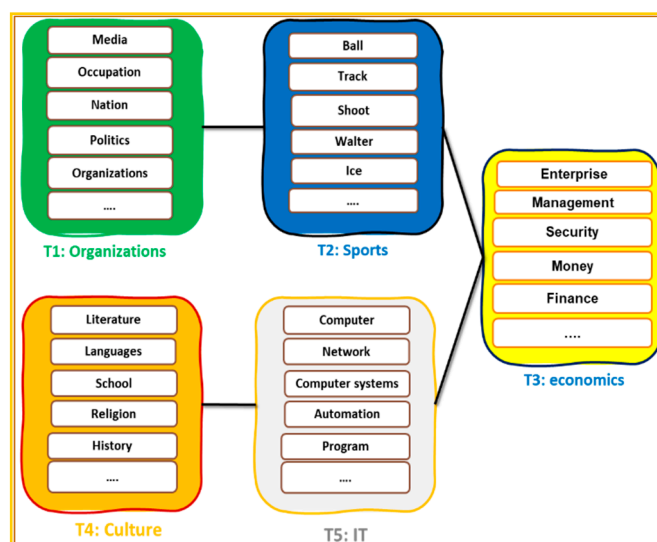 Media
Occupation
Nation
Politics
Organizations
....
T1: Organizations
Ball
Track
Shoot
Walter
Ice
....
T2: Sports
Enterprise
Management
Security
Money
Finance
....
T3: economics
Literature
Languages
School
Religion
History
....
T4: Culture
Computer
Network
Computer systems
Automation
Program
....
T5: IT